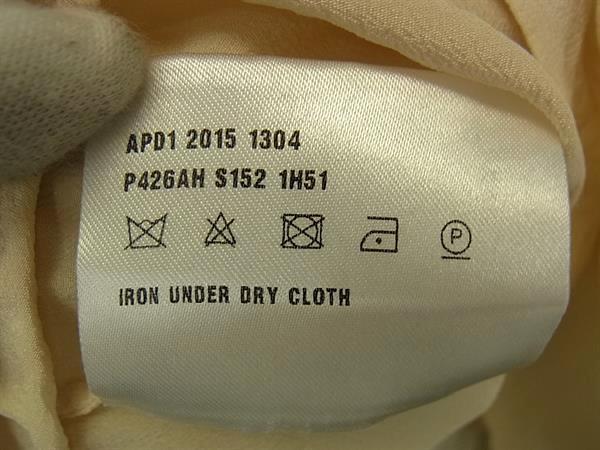 APD1 2015 1304
P426AH S152 1H51
P
IRON UNDER DRY CLOTH